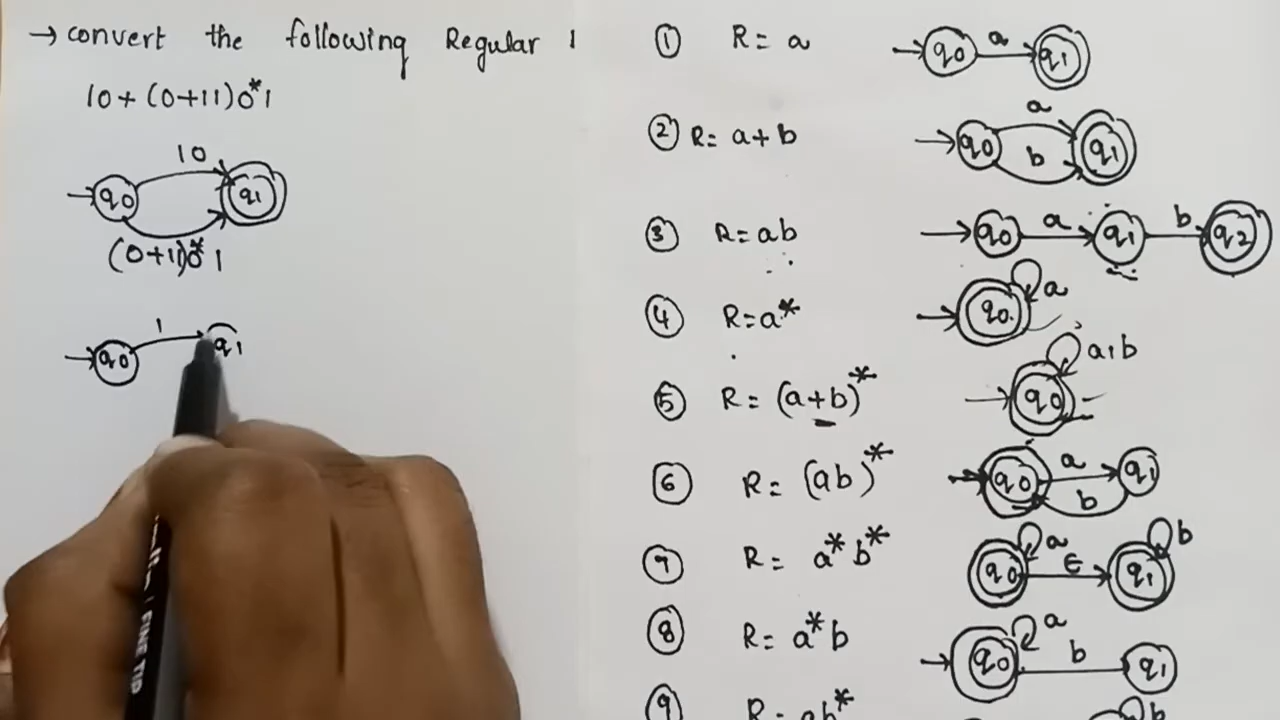 → convert the following Regular
10 + (0+11)0*1
10
q0 q1
(0+11)0*1
1
q0 q1
① R = a q0 a q1
② R = a+b q0 a b q1
③ R = ab q0 a q1 b q2
④ R = a* q0 a
⑤ R = (a+b)* q0 a,b
⑥ R = (ab)* q0 a q1 b
⑦ R = a* b* q0 a ε q1 b
⑧ R = a* b q0 a b q1
⑨ R = ab* b